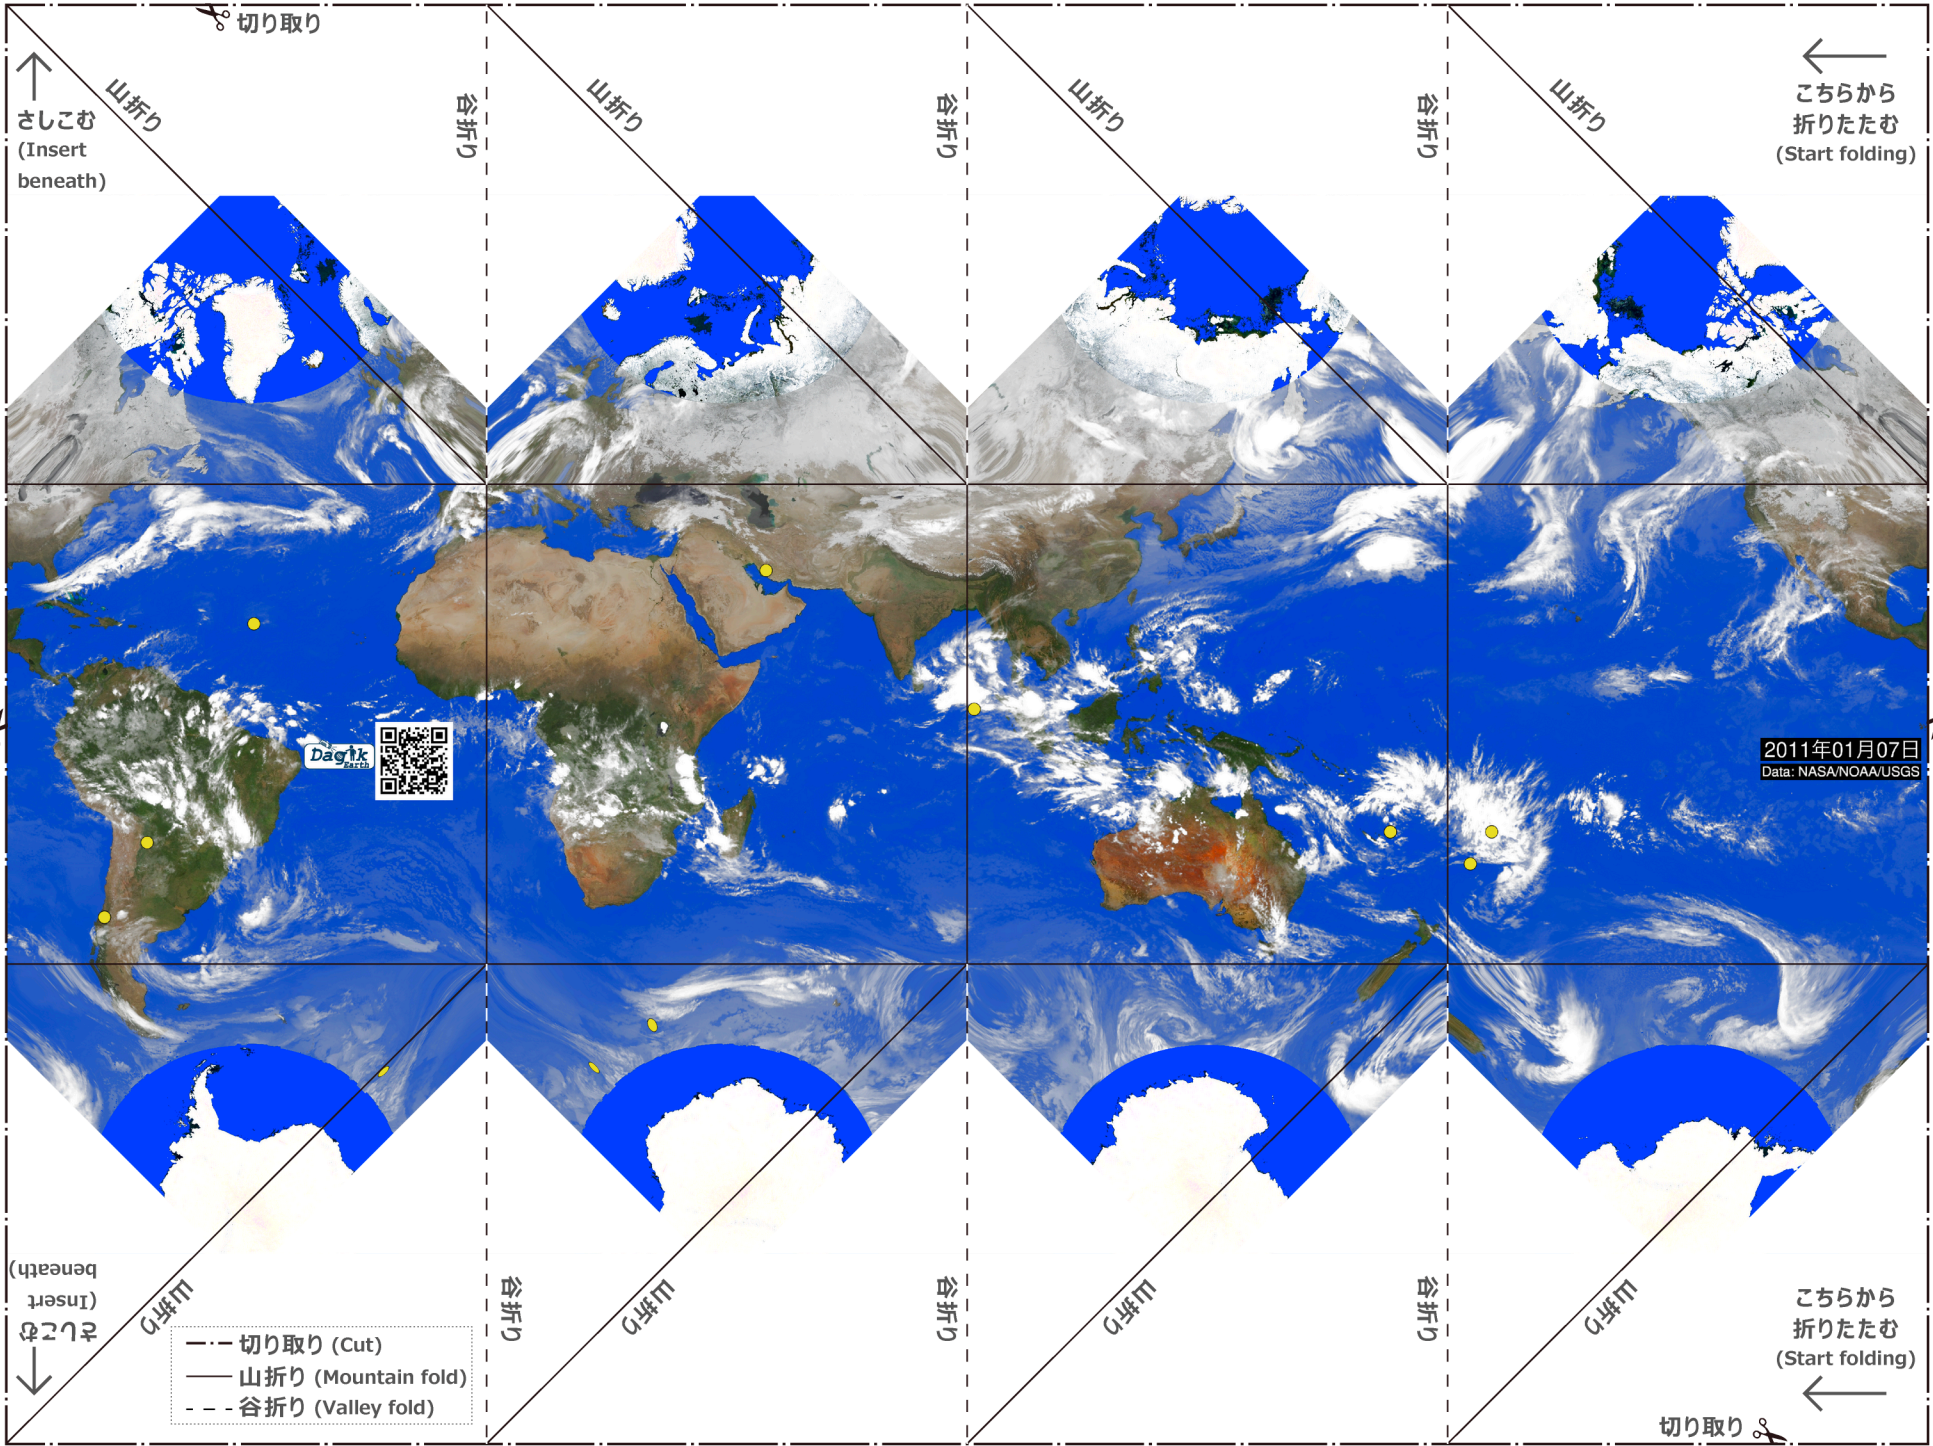 切り取り
さしこむ
(Insert
beneath)
山折り
谷折り
山折り
谷折り
山折り
谷折り
山折り
こちらから
折りたたむ
(Start folding)
Dagik
Earth
2011年01月07日
Data: NASA/NOAA/USGS
さしこむ
(Insert
beneath)
山折り
谷折り
山折り
谷折り
山折り
谷折り
山折り
こちらから
折りたたむ
(Start folding)
切り取り (Cut)
山折り (Mountain fold)
谷折り (Valley fold)
切り取り